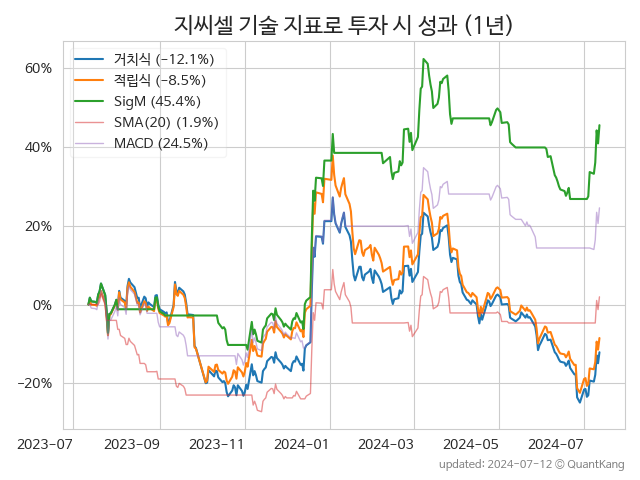 지씨셀 기술 지표로 투자 시 성과 (1년)
거치식 (−12.1%)
적립식 (−8.5%)
SigM (45.4%)
SMA(20) (1.9%)
MACD (24.5%)
60%
40%
20%
0%
−20%
2023-07 2023-09 2023-11 2024-01 2024-03 2024-05 2024-07
updated: 2024-07-12 © QuantKang